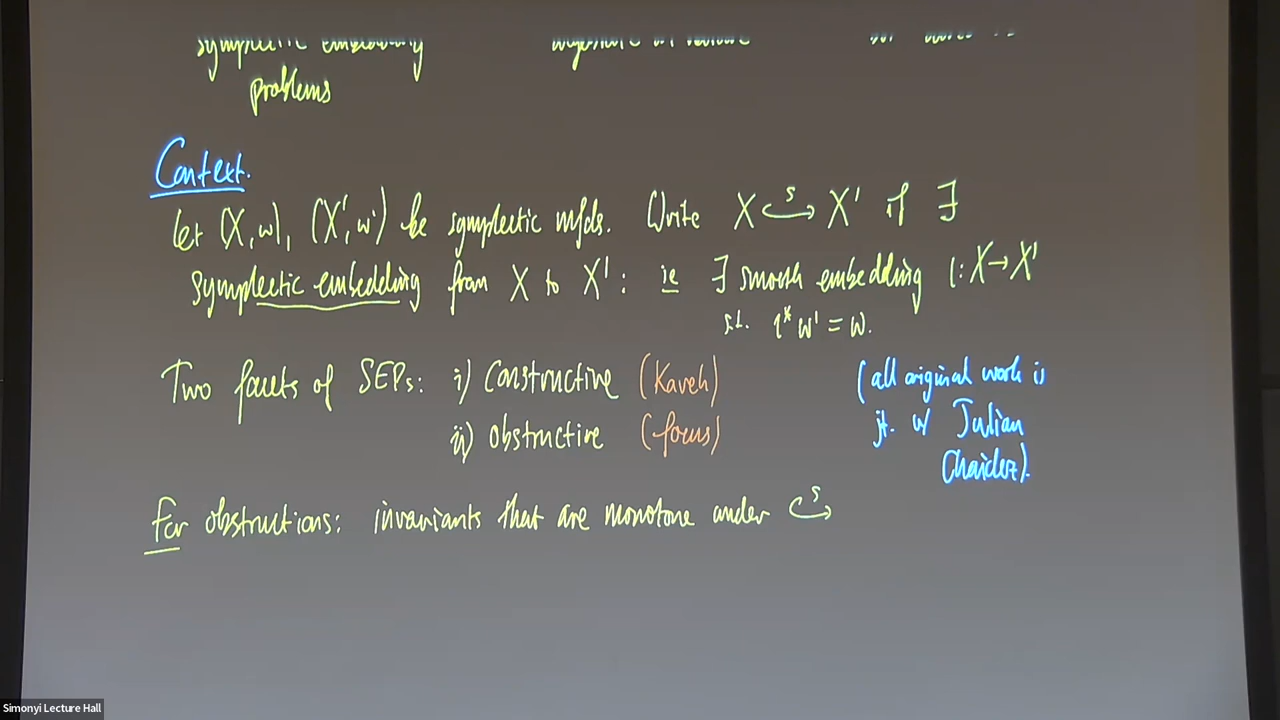 symplectic embedding
problems
Context.
Let (X, ω), (X', ω') be symplectic mfds. Write X ↪ˢ X' if ∃
symplectic embedding from X to X' : ie ∃ smooth embedding ι: X→X'
s.t. ι*ω' = ω.
Two facets of SEPs: i) Constructive (Kaveh)
ii) Obstructive (focus)
(all original work is
jt. w/ Julian
Chaidez).
For obstructions: invariants that are monotone under ↪ˢ
Simonyi Lecture Hall